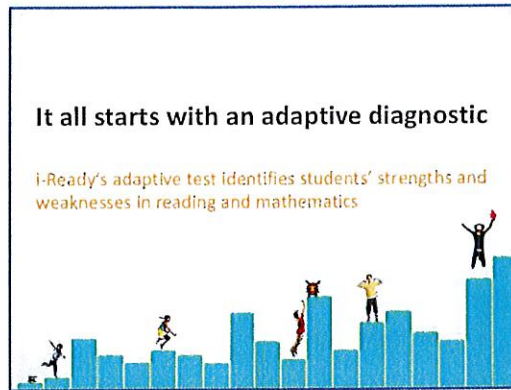 It all starts with an adaptive diagnostic
i-Ready's adaptive test identifies students' strengths and
weaknesses in reading and mathematics
K